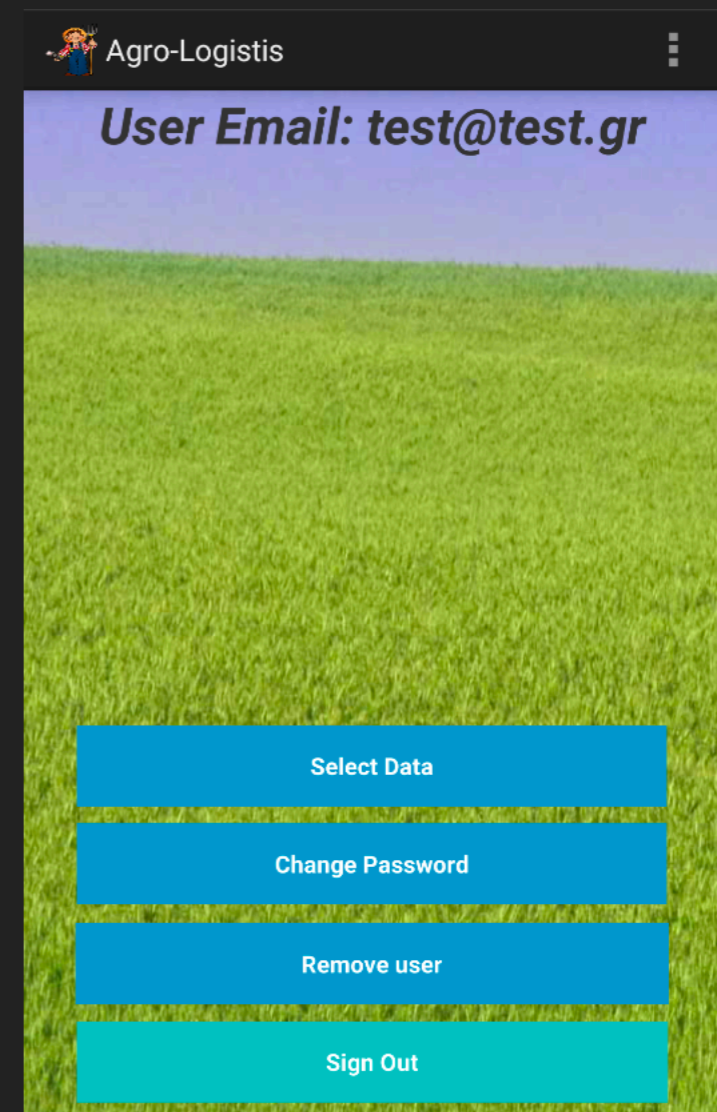 Agro-Logistis
User Email: test@test.gr
Select Data
Change Password
Remove user
Sign Out